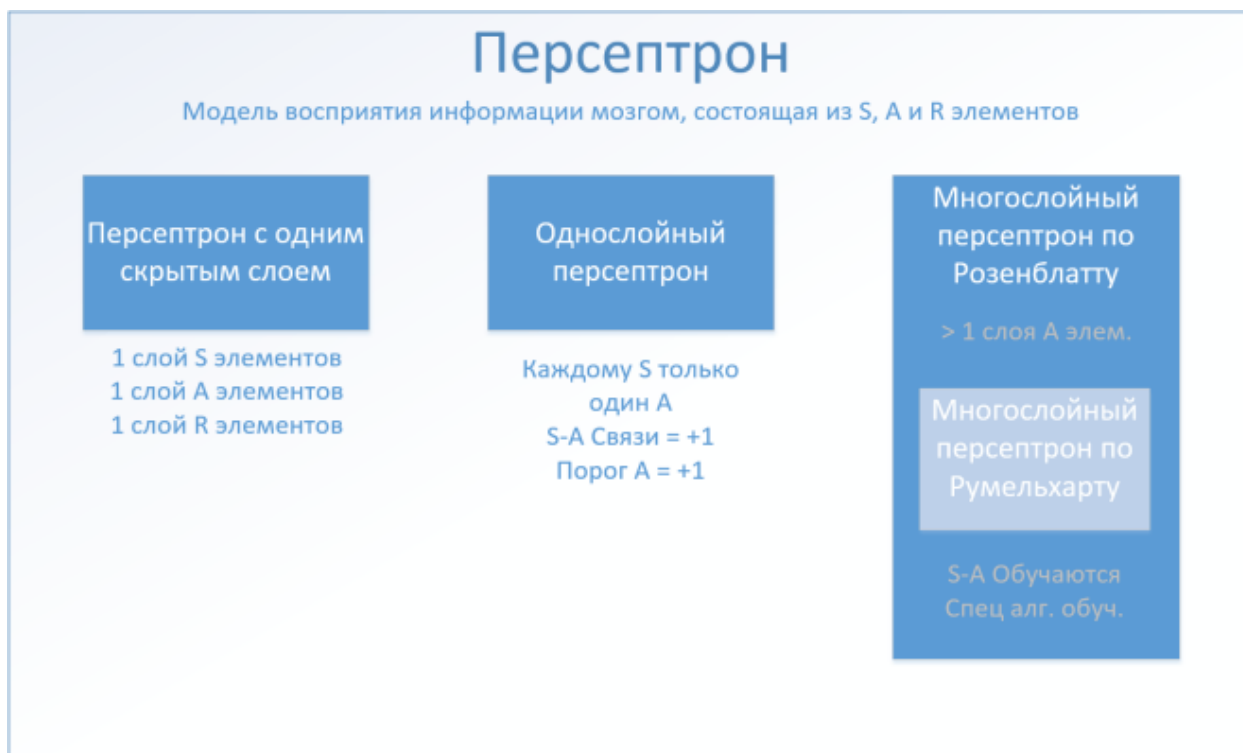 Персептрон
Модель восприятия информации мозгом, состоящая из S, A и R элементов
Персептрон с одним
скрытым слоем
1 слой S элементов
1 слой A элементов
1 слой R элементов
Однослойный
персептрон
Каждому S только
один A
S-A Связи = +1
Порог A = +1
Многослойный
персептрон по
Розенблатту
> 1 слоя A элем.
Многослойный
персептрон по
Румельхарту
S-A Обучаются
Спец алг. обуч.